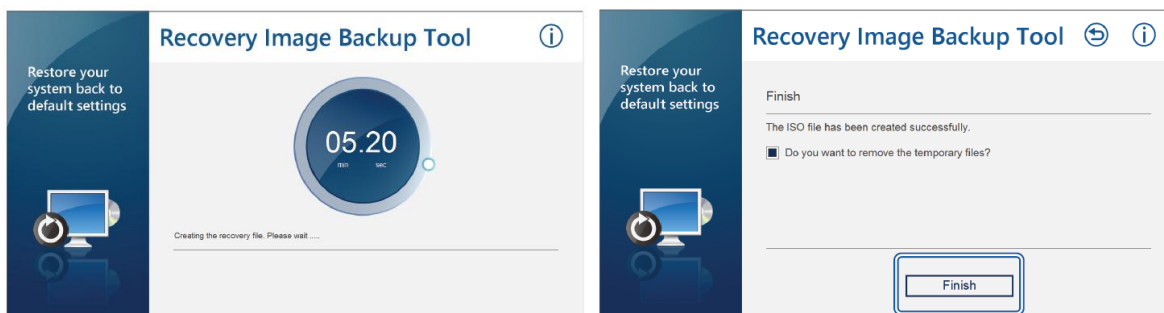 Recovery Image Backup Tool
Restore your
system back to
default settings
05.20
min sec
Creating the recovery file. Please wait .....
Recovery Image Backup Tool
Restore your
system back to
default settings
Finish
The ISO file has been created successfully.
Do you want to remove the temporary files?
Finish